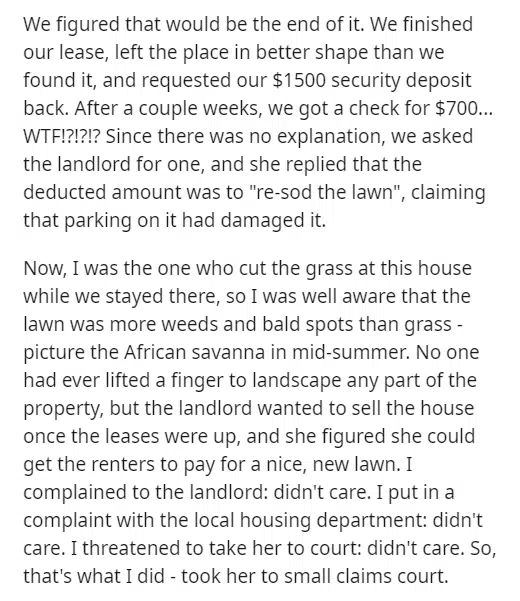 We figured that would be the end of it. We finished
our lease, left the place in better shape than we
found it, and requested our $1500 security deposit
back. After a couple weeks, we got a check for $700...
WTF!?!?!? Since there was no explanation, we asked
the landlord for one, and she replied that the
deducted amount was to "re-sod the lawn", claiming
that parking on it had damaged it.
Now, I was the one who cut the grass at this house
while we stayed there, so I was well aware that the
lawn was more weeds and bald spots than grass -
picture the African savanna in mid-summer. No one
had ever lifted a finger to landscape any part of the
property, but the landlord wanted to sell the house
once the leases were up, and she figured she could
get the renters to pay for a nice, new lawn. I
complained to the landlord: didn't care. I put in a
complaint with the local housing department: didn't
care. I threatened to take her to court: didn't care. So,
that's what I did - took her to small claims court.